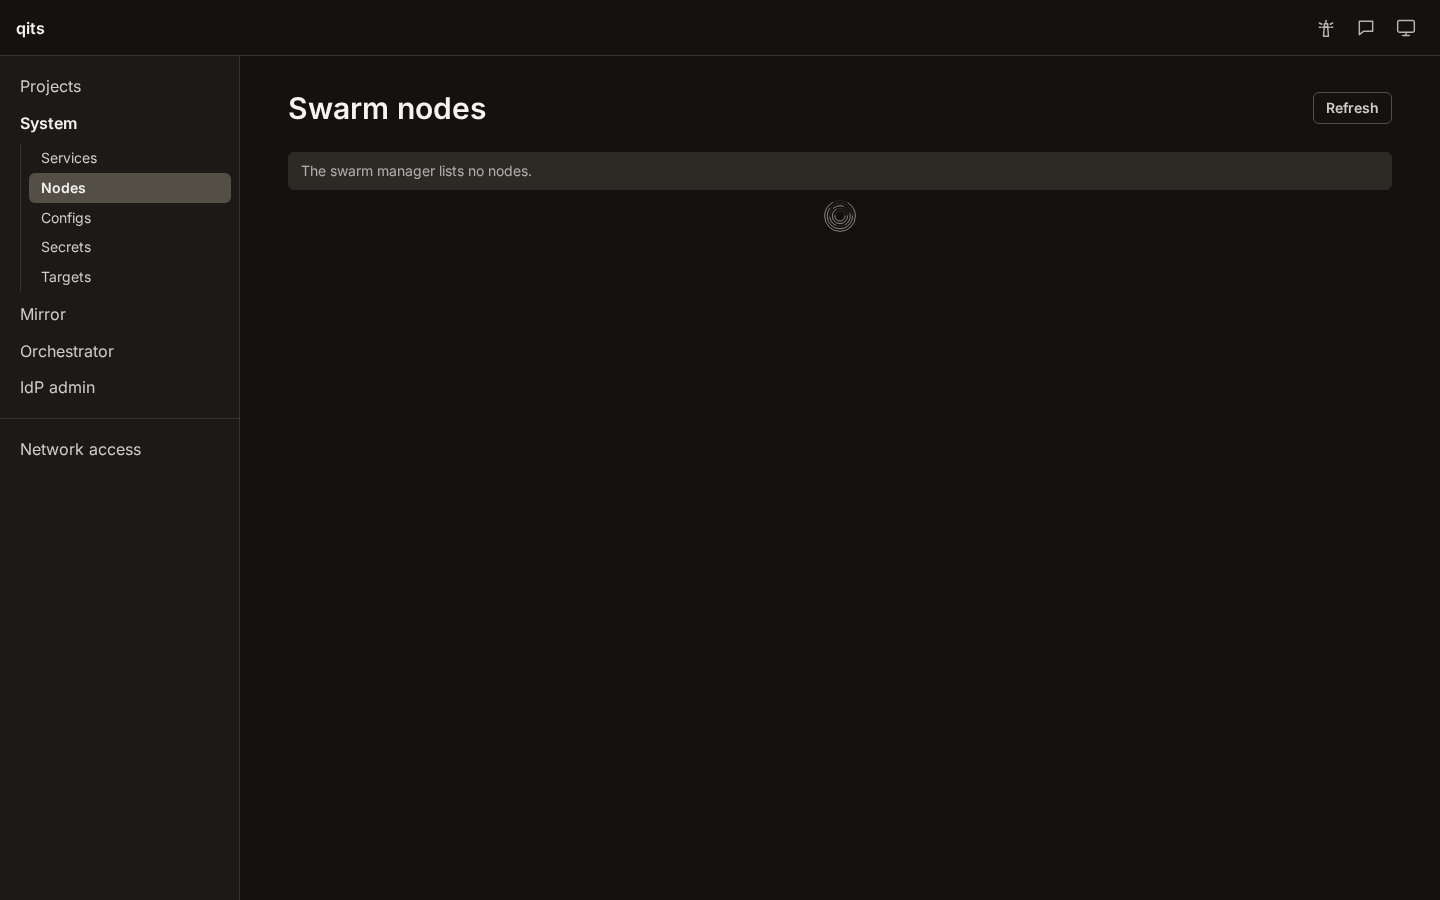 qits
Projects
System
Services
Nodes
Configs
Secrets
Targets
Mirror
Orchestrator
IdP admin
Network access
Swarm nodes
Refresh
The swarm manager lists no nodes.